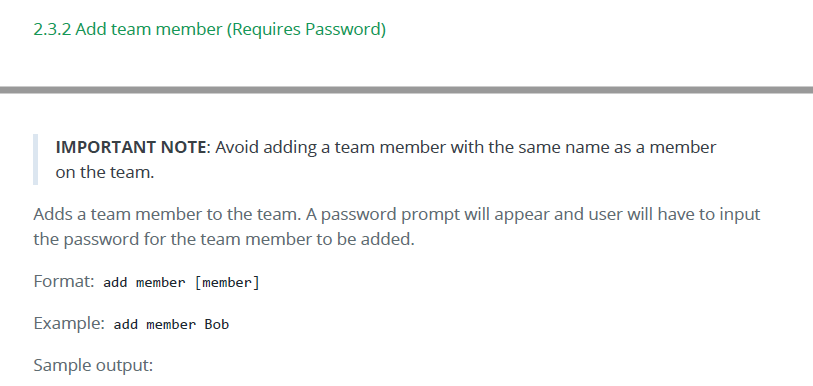 2.3.2 Add team member (Requires Password)
IMPORTANT NOTE: Avoid adding a team member with the same name as a member
on the team.
Adds a team member to the team. A password prompt will appear and user will have to input
the password for the team member to be added.
Format: add member [member]
Example: add member Bob
Sample output: